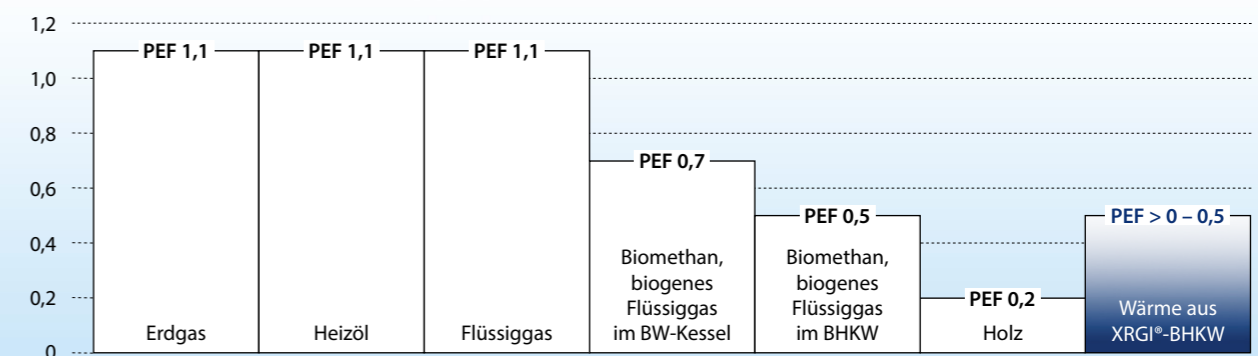 1,2
1,0
0,8
0,6
0,4
0,2
0
PEF 1,1
Erdgas
PEF 1,1
Heizöl
PEF 1,1
Flüssiggas
PEF 0,7
Biomethan,
biogenes
Flüssiggas
im BW-Kessel
PEF 0,5
Biomethan,
biogenes
Flüssiggas
im BHKW
PEF 0,2
Holz
PEF > 0 – 0,5
Wärme aus
XRGI®-BHKW